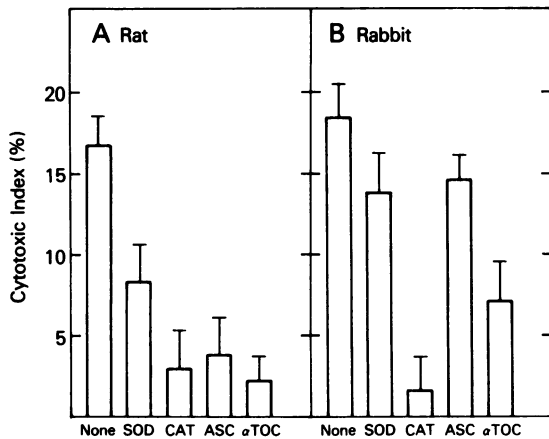 A Rat
B Rabbit
Cytotoxic Index (%)
20
15
10
5
None SOD CAT ASC αTOC
None SOD CAT ASC αTOC